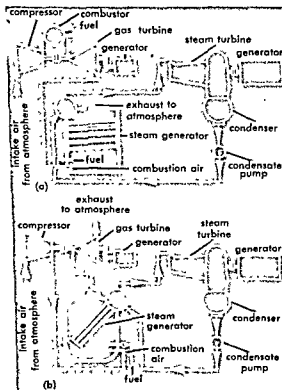 compressor
combustor
fuel
gas turbine
generator
steam turbine
generator
intake air
from atmosphere
exhaust to
atmosphere
steam generator
fuel
combustion air
condenser
condensate
pump
(a)
exhaust
to atmosphere
compressor
gas turbine
generator
steam
turbine
generator
intake air
from atmosphere
steam
generator
combustion
air
fuel
condenser
condensate
pump
(b)